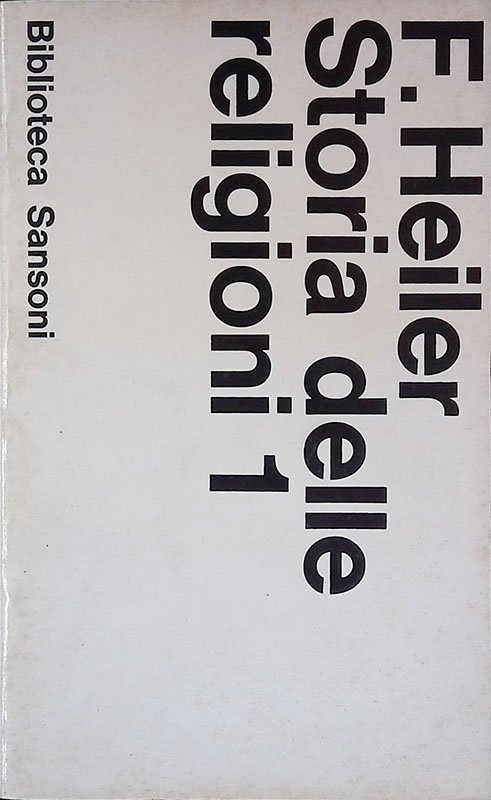 F. Heiler
Storia delle
religioni 1
Biblioteca Sansoni